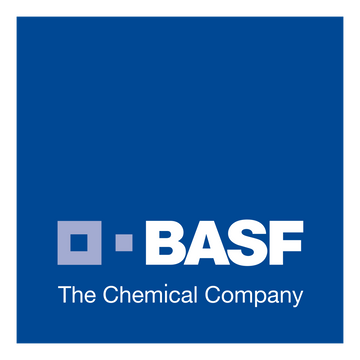 BASF
The Chemical Company